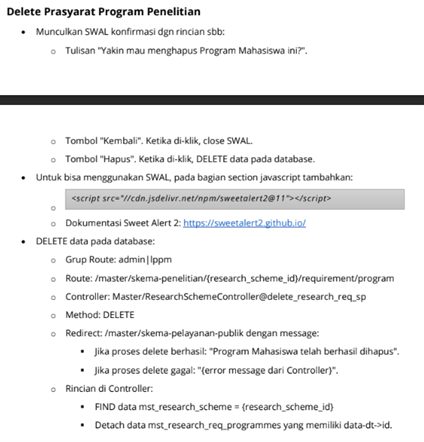 Delete Prasyarat Program Penelitian
• Munculkan SWAL konfirmasi dgn rincian sbb:
o Tulisan "Yakin mau menghapus Program Mahasiswa ini?".
o Tombol "Kembali". Ketika di-klik, close SWAL.
o Tombol "Hapus". Ketika di-klik, DELETE data pada database.
• Untuk bisa menggunakan SWAL, pada bagian section javascript tambahkan:
o <script src="//cdn.jsdelivr.net/npm/sweetalert2@11"></script>
o Dokumentasi Sweet Alert 2: https://sweetalert2.github.io/
• DELETE data pada database:
o Grup Route: admin|lppm
o Route: /master/skema-penelitian/{research_scheme_id}/requirement/program
o Controller: Master/ResearchSchemeController@delete_research_req_sp
o Method: DELETE
o Redirect: /master/skema-pelayanan-publik dengan message:
▪ Jika proses delete berhasil: "Program Mahasiswa telah berhasil dihapus".
▪ Jika proses delete gagal: "{error message dari Controller}".
o Rincian di Controller:
▪ FIND data mst_research_scheme = {research_scheme_id}
▪ Detach data mst_research_req_programmes yang memiliki data-dt->id.